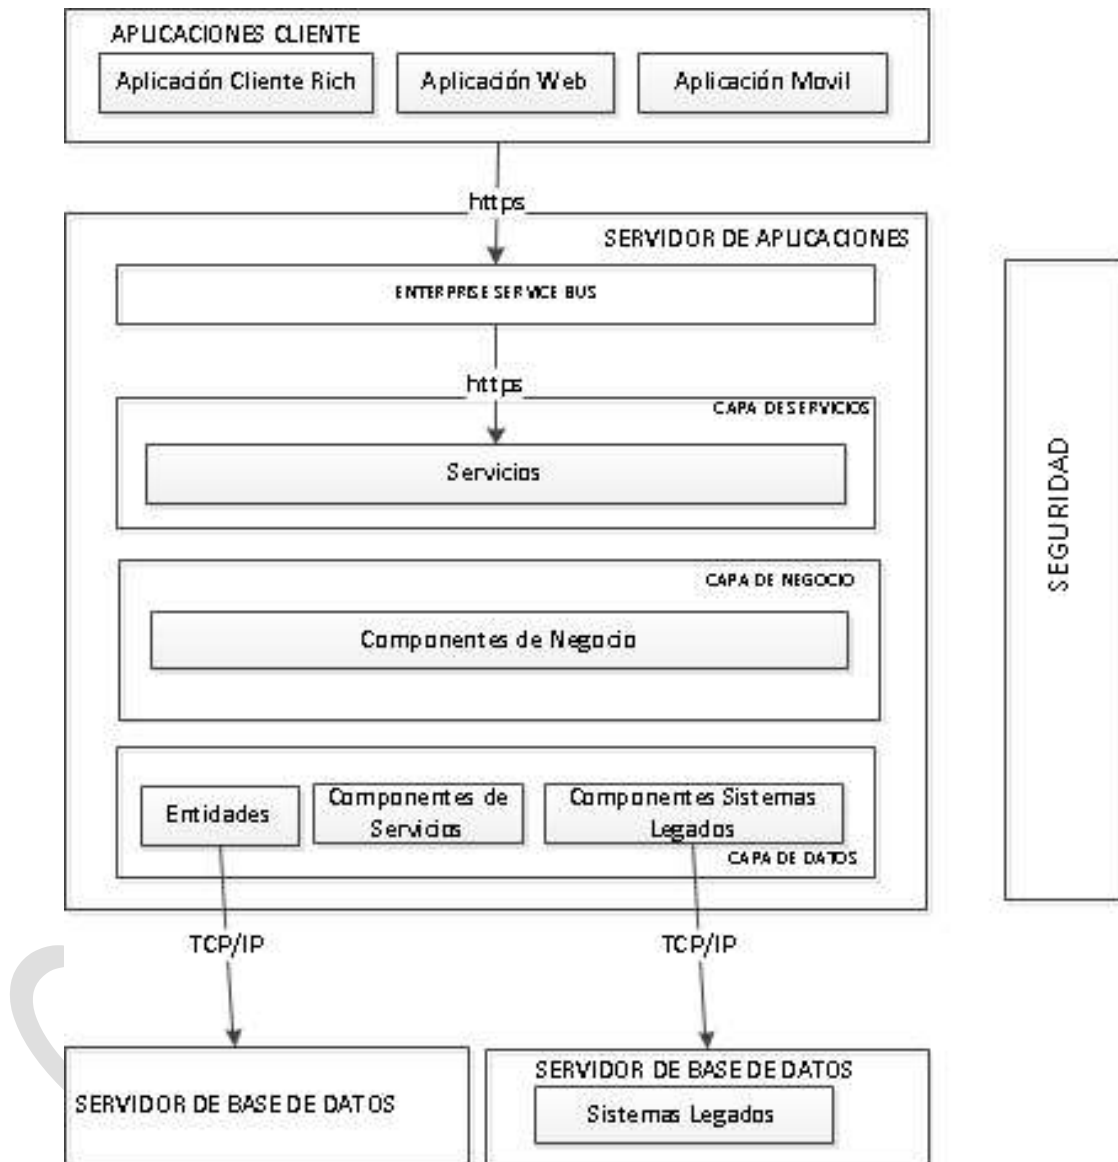 APLICACIONES CLIENTE
Aplicación Cliente Rich
Aplicación Web
Aplicación Movil
https
SERVIDOR DE APLICACIONES
ENTERPRISE SERVICE BUS
https
CAPA DE SERVICIOS
Servicios
CAPA DE NEGOCIO
Componentes de Negocio
Entidades
Componentes de
Servicios
Componentes Sistemas
Legados
CAPA DE DATOS
SEGURIDAD
TCP/IP
TCP/IP
SERVIDOR DE BASE DE DATOS
SERVIDOR DE BASE DE DATOS
Sistemas Legados